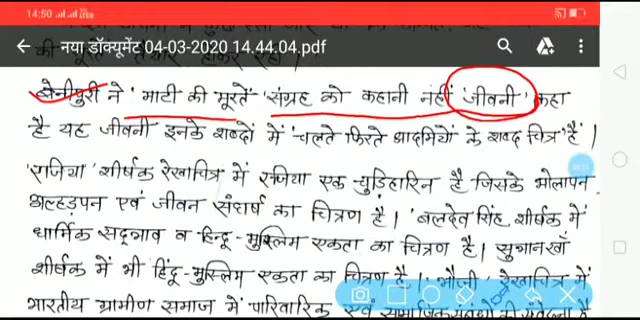 14:50
नया डॉक्यूमेंट 04-03-2020 14.44.04.pdf
बेनीपुरी ने 'माटी की मूरतें' संग्रह को कहानी नहीं 'जीवनी' कहा
है यह जीवनी इनके शब्दों में 'चलते फिरते आदमियों के शब्द चित्र' हैं।
'रजिया' शीर्षक रेखाचित्र में रजिया एक चुडिहारिन है जिसके भोलापन
अल्हड़पन एवं जीवन संघर्ष का चित्रण है। 'बलदेव सिंह शीर्षक में
धार्मिक सद्भाव व हिन्दू-मुस्लिम एकता का चित्रण है। सुभानखाँ
शीर्षक में भी हिंदू-मुस्लिम एकता का चित्रण है। 'भौजी' रेखाचित्र में
भारतीय ग्रामीण समाज में पारिवारिक एवं सामाजिक